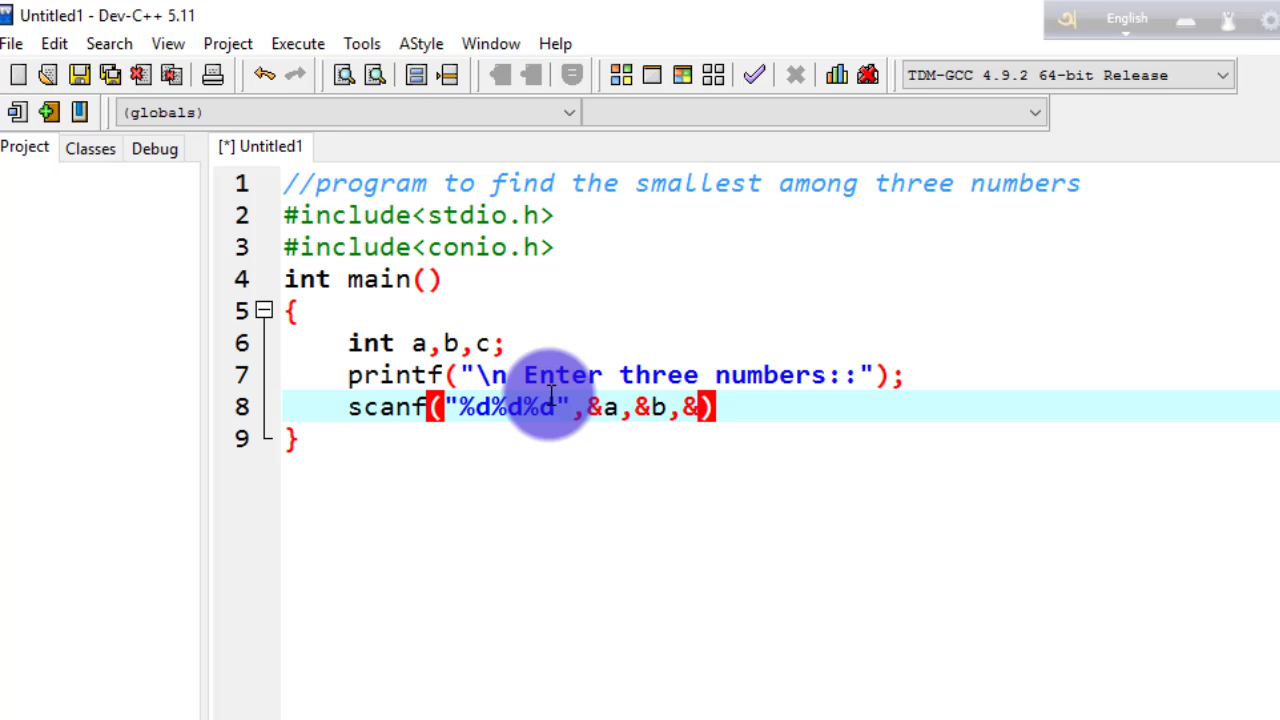 Untitled1 - Dev-C++ 5.11
English
File Edit Search View Project Execute Tools AStyle Window Help
TDM-GCC 4.9.2 64-bit Release
(globals)
Project Classes Debug [*] Untitled1
1 //program to find the smallest among three numbers
2 #include<stdio.h>
3 #include<conio.h>
4 int main()
5 {
6 int a,b,c;
7 printf("\n Enter three numbers::");
8 scanf("%d%d%d",&a,&b,&)
9 }